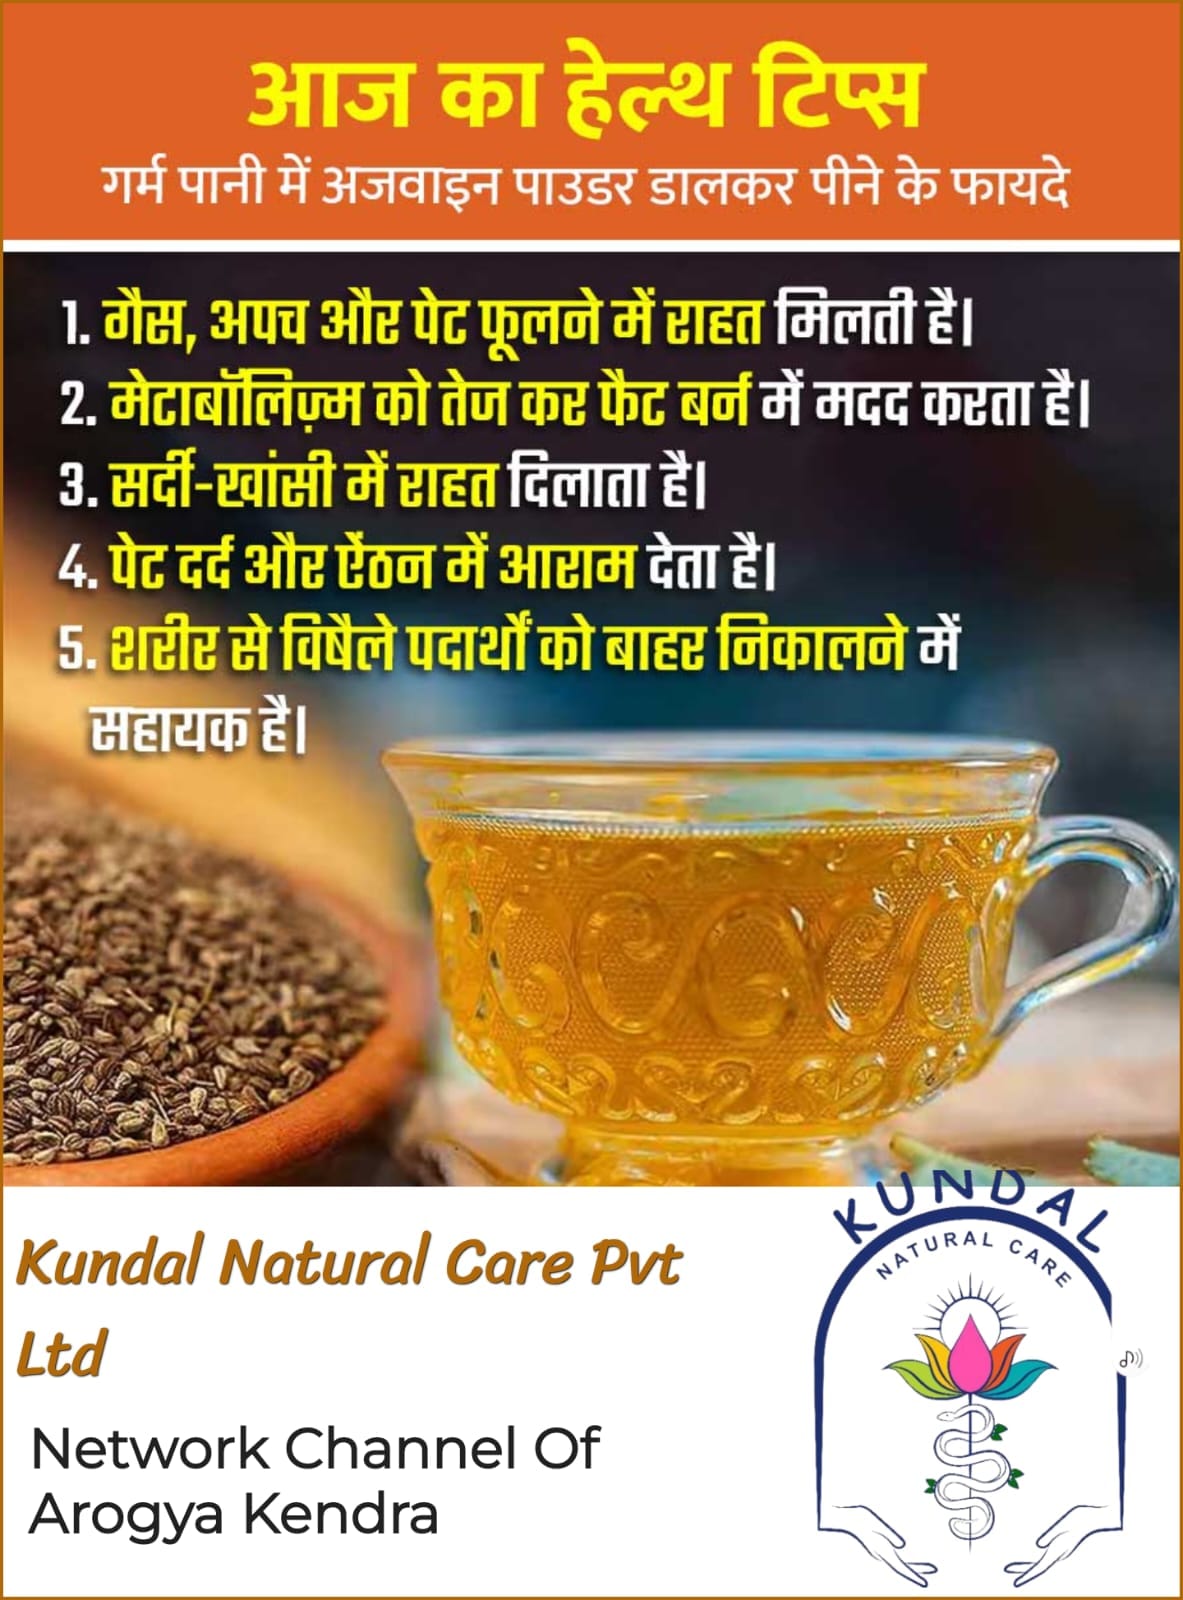 आज का हेल्थ टिप्स
गर्म पानी में अजवाइन पाउडर डालकर पीने के फायदे
1. गैस, अपच और पेट फूलने में राहत मिलती है।
2. मेटाबॉलिज़्म को तेज कर फैट बर्न में मदद करता है।
3. सर्दी-खांसी में राहत दिलाता है।
4. पेट दर्द और ऐंठन में आराम देता है।
5. शरीर से विषैले पदार्थों को बाहर निकालने में
सहायक है।
Kundal Natural Care Pvt
Ltd
Network Channel Of
Arogya Kendra
KUNDAL
NATURAL CARE